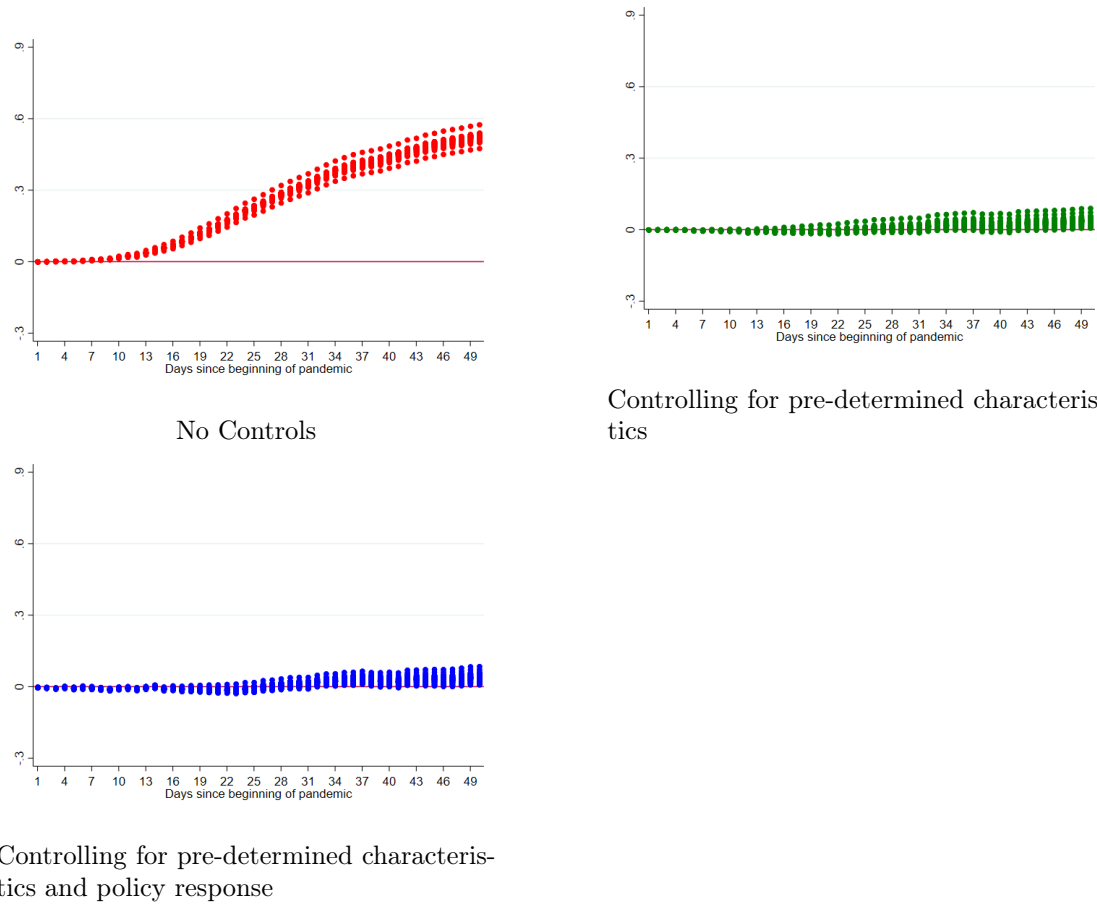 .9
.6
.3
0
-.3
1 4 7 10 13 16 19 22 25 28 31 34 37 40 43 46 49
Days since beginning of pandemic
No Controls
.9
.6
.3
0
-.3
1 4 7 10 13 16 19 22 25 28 31 34 37 40 43 46 49
Days since beginning of pandemic
Controlling for pre-determined characteris
tics
.9
.6
.3
0
-.3
1 4 7 10 13 16 19 22 25 28 31 34 37 40 43 46 49
Days since beginning of pandemic
Controlling for pre-determined characteris-
tics and policy response